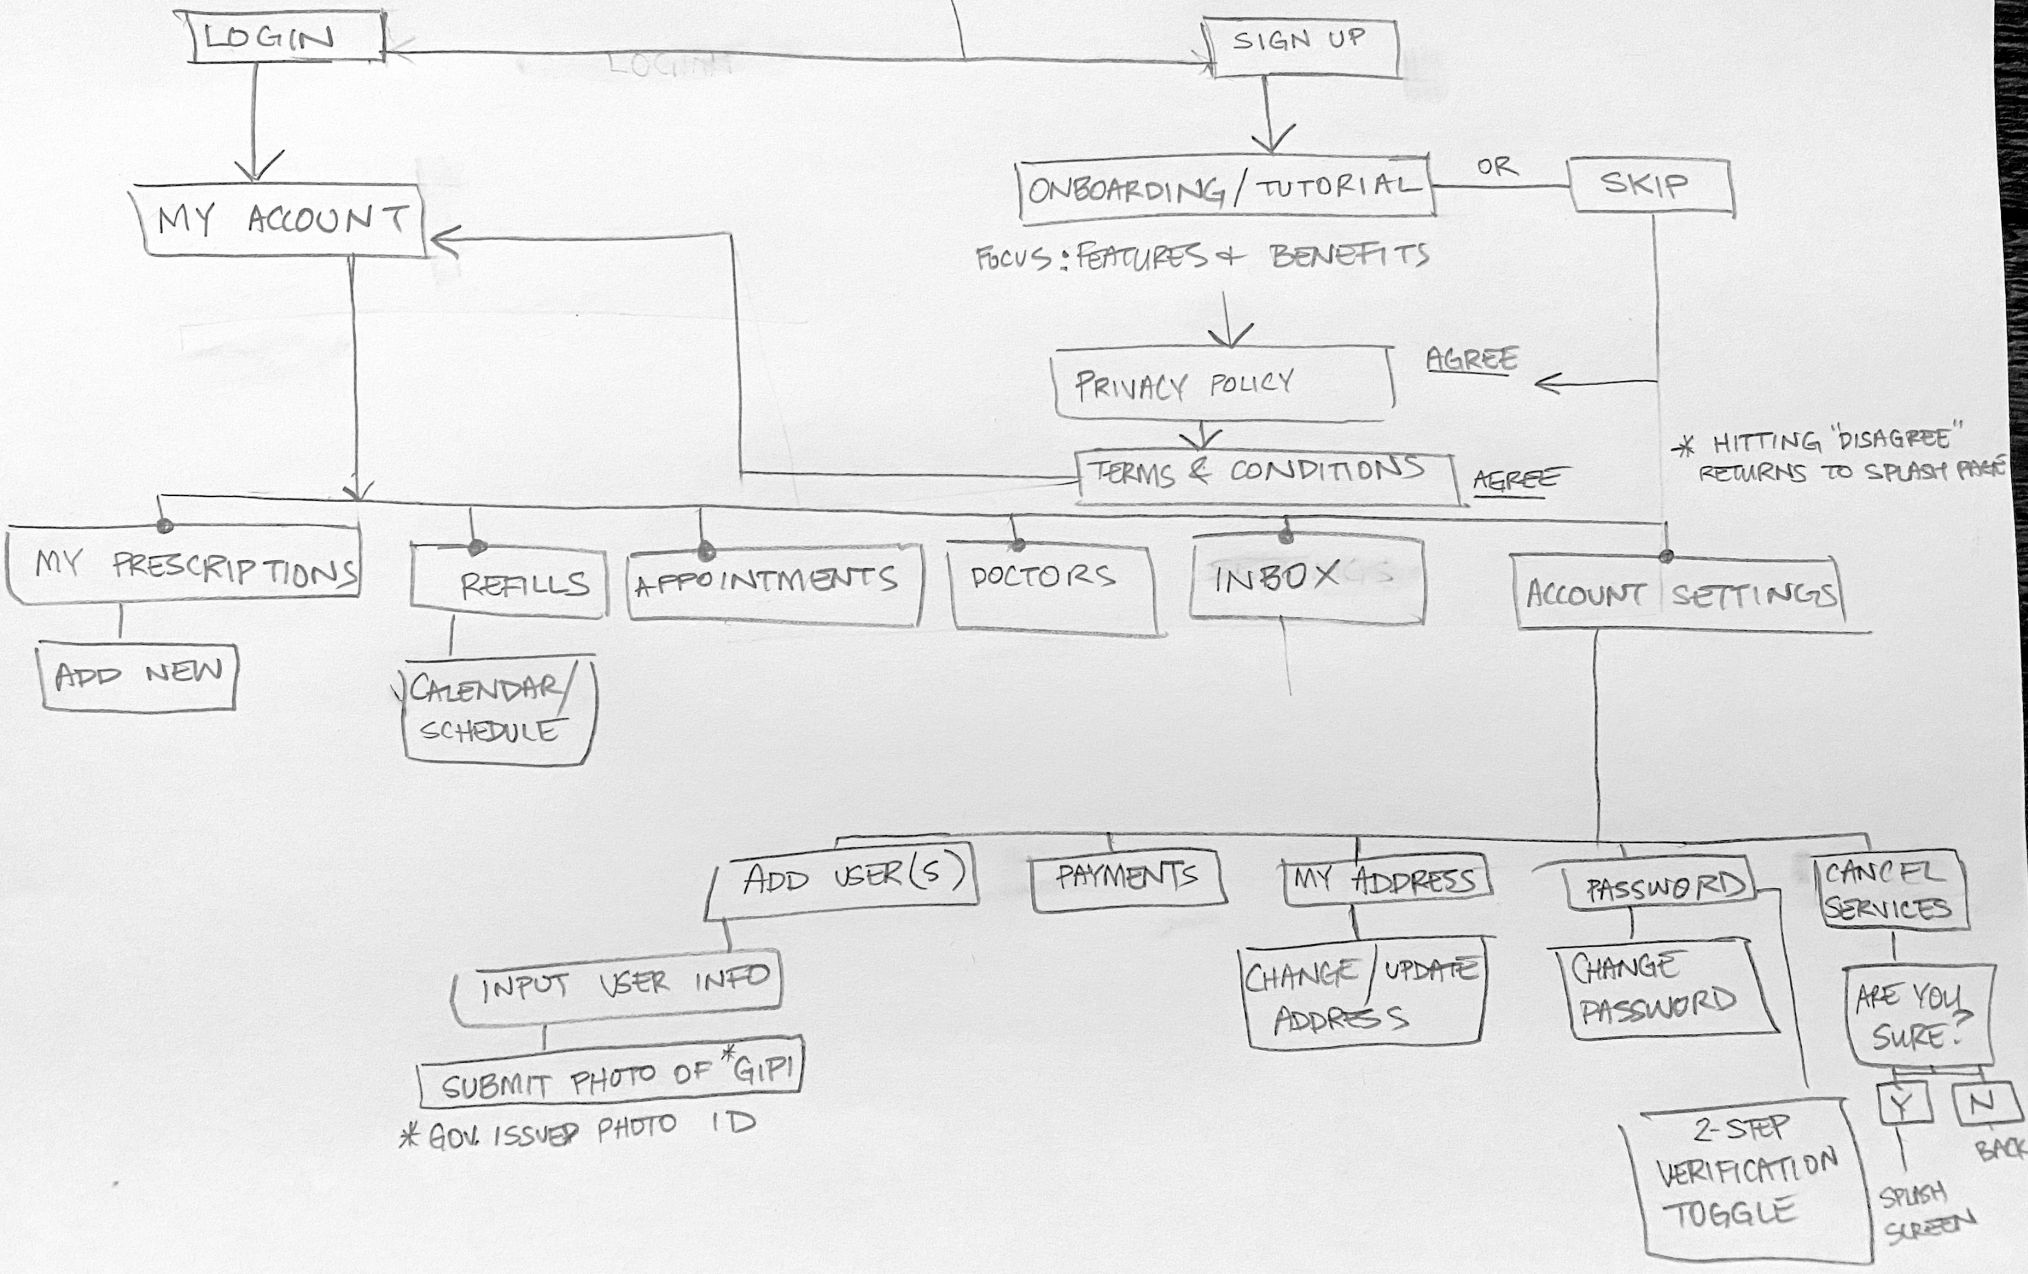 LOGIN
SIGN UP
MY ACCOUNT
ONBOARDING/TUTORIAL
OR
SKIP
FOCUS: FEATURES & BENEFITS
PRIVACY POLICY
AGREE
TERMS & CONDITIONS
AGREE
* HITTING "DISAGREE"
RETURNS TO SPLASH PAGE
MY PRESCRIPTIONS
REFILLS
APPOINTMENTS
DOCTORS
INBOX
ACCOUNT SETTINGS
ADD NEW
CALENDAR/
SCHEDULE
ADD USER(S)
PAYMENTS
MY ADDRESS
PASSWORD
CANCEL
SERVICES
INPUT USER INFO
CHANGE/UPDATE
ADDRESS
CHANGE
PASSWORD
ARE YOU
SURE?
SUBMIT PHOTO OF *GIPI
* GOV. ISSUED PHOTO ID
Y
N
BACK
2-STEP
VERIFICATION
TOGGLE
SPLASH
SCREEN